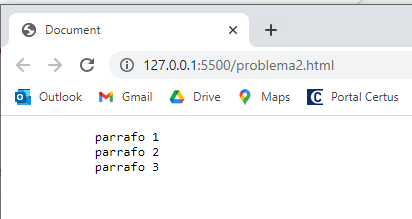 Document
127.0.0.1:5500/problema2.html
Outlook Gmail Drive Maps Portal Certus
parrafo 1
parrafo 2
parrafo 3